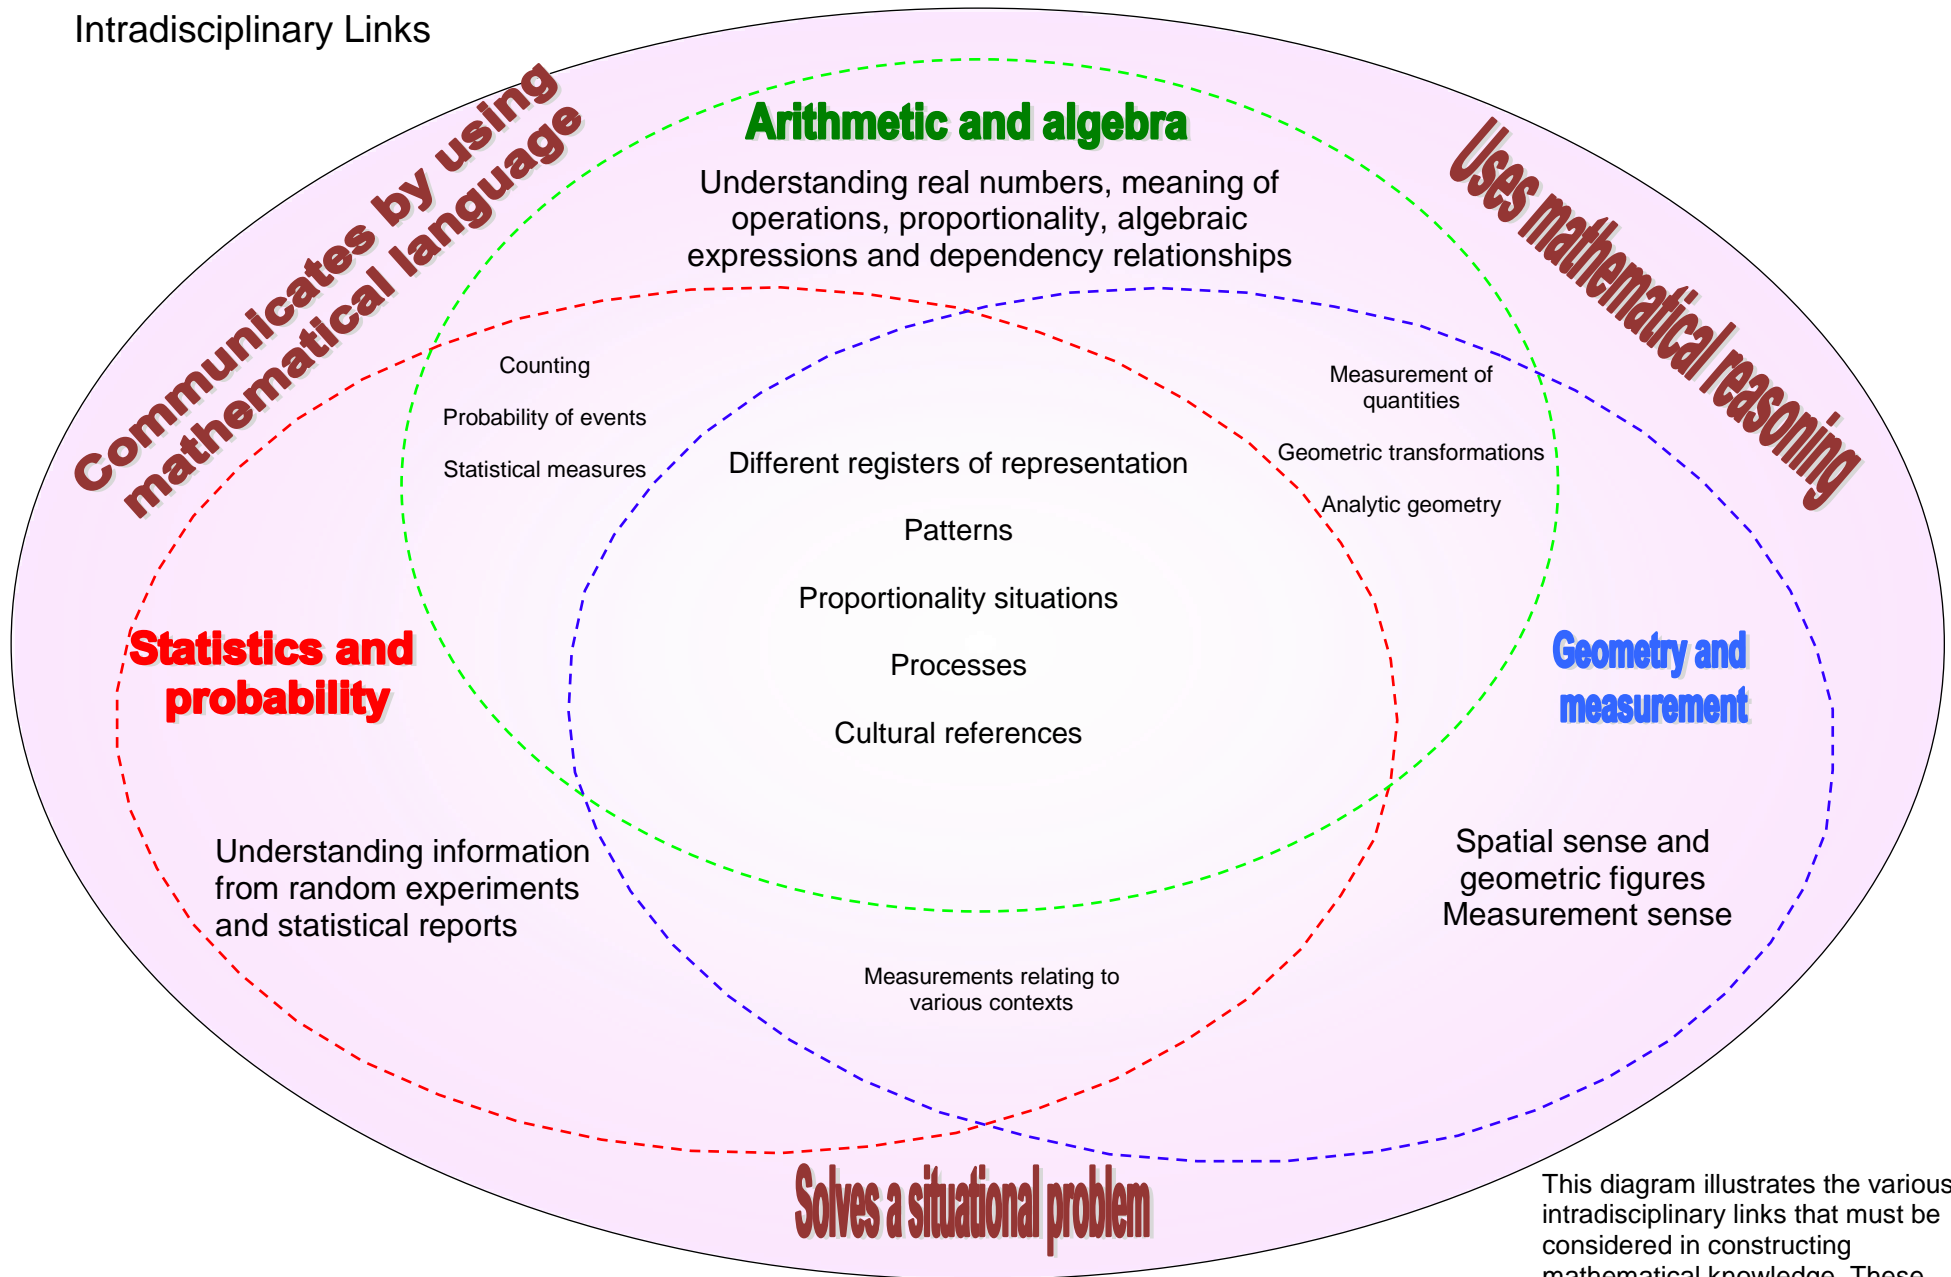 Intradisciplinary Links
Communicates by using
mathematical language
Arithmetic and algebra
Understanding real numbers, meaning of
operations, proportionality, algebraic
expressions and dependency relationships
Uses mathematical reasoning
Counting
Probability of events
Statistical measures
Measurement of
quantities
Geometric transformations
Analytic geometry
Different registers of representation
Patterns
Proportionality situations
Processes
Cultural references
Statistics and
probability
Geometry and
measurement
Understanding information
from random experiments
and statistical reports
Spatial sense and
geometric figures
Measurement sense
Measurements relating to
various contexts
Solves a situational problem
This diagram illustrates the various
intradisciplinary links that must be
considered in constructing
mathematical knowledge. These